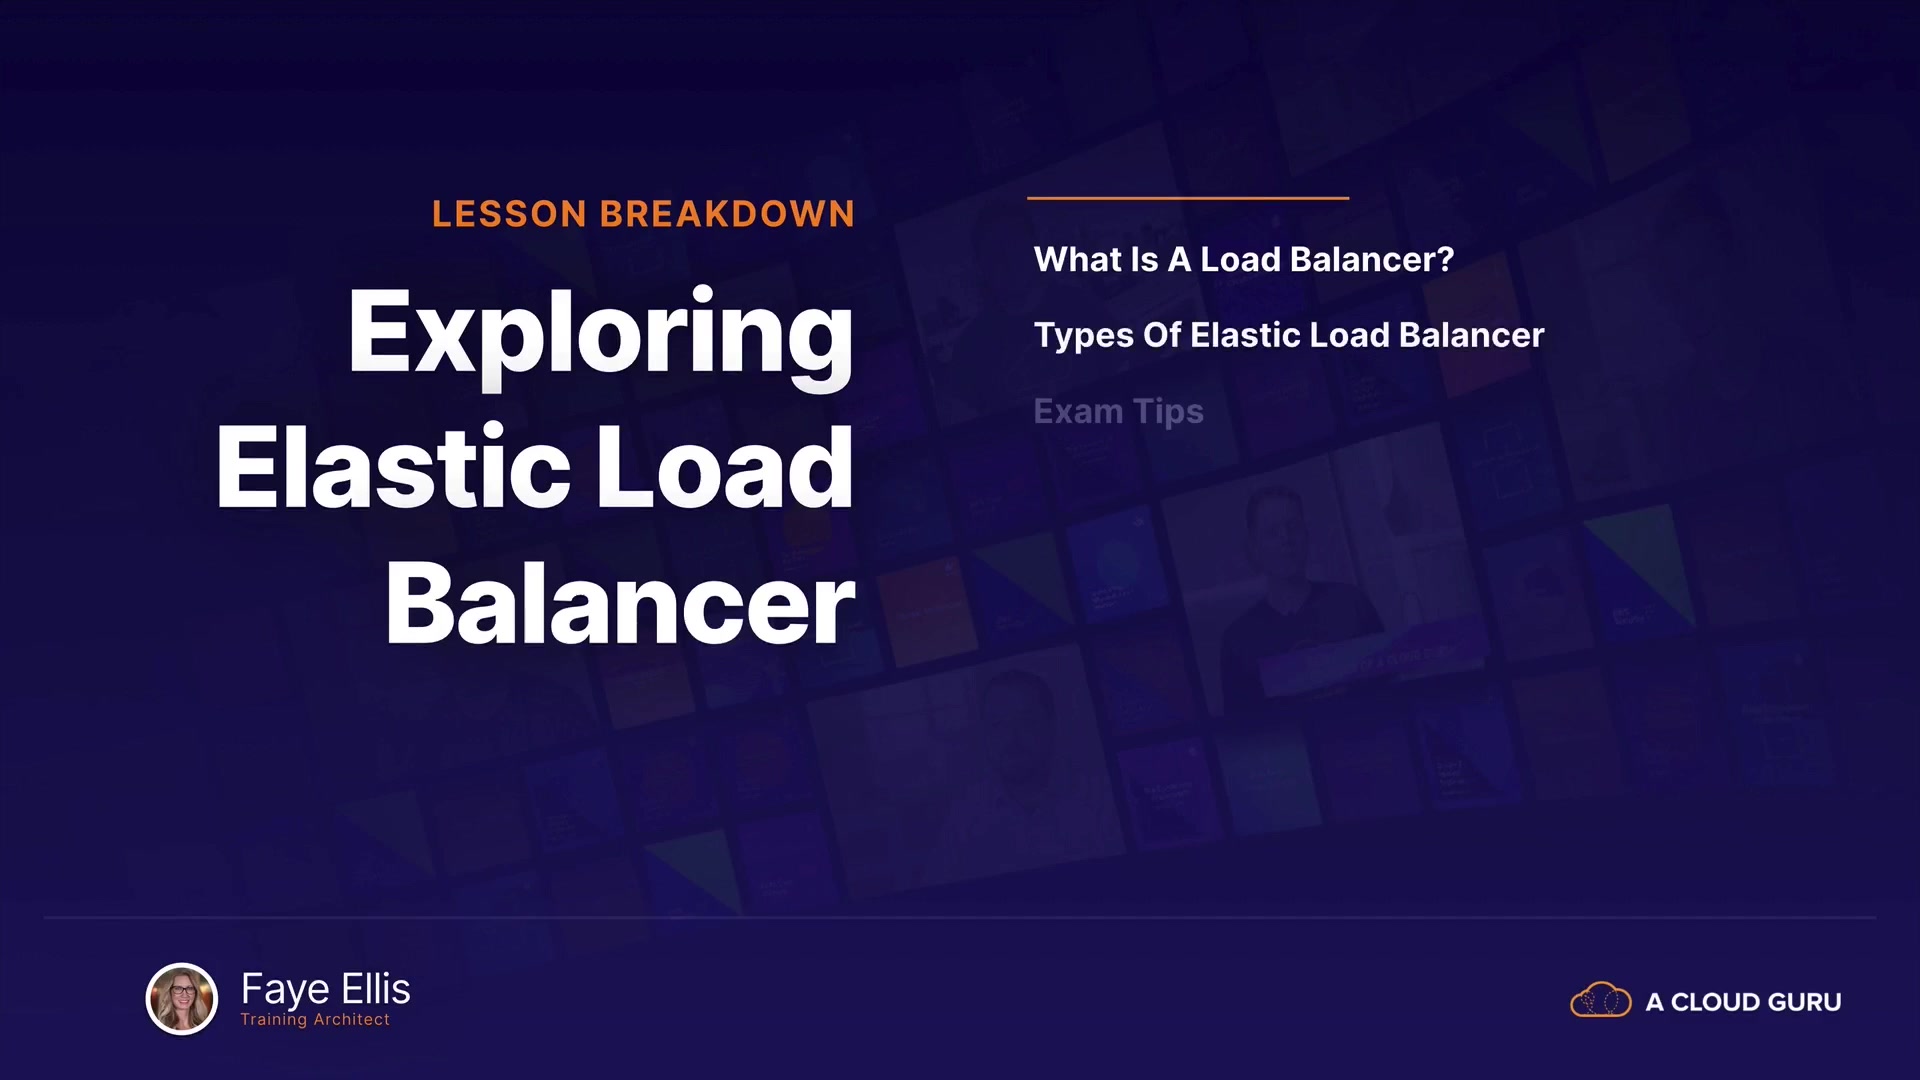 LESSON BREAKDOWN
Exploring
Elastic Load
Balancer
What Is A Load Balancer?
Types Of Elastic Load Balancer
Exam Tips
Faye Ellis
Training Architect
A CLOUD GURU